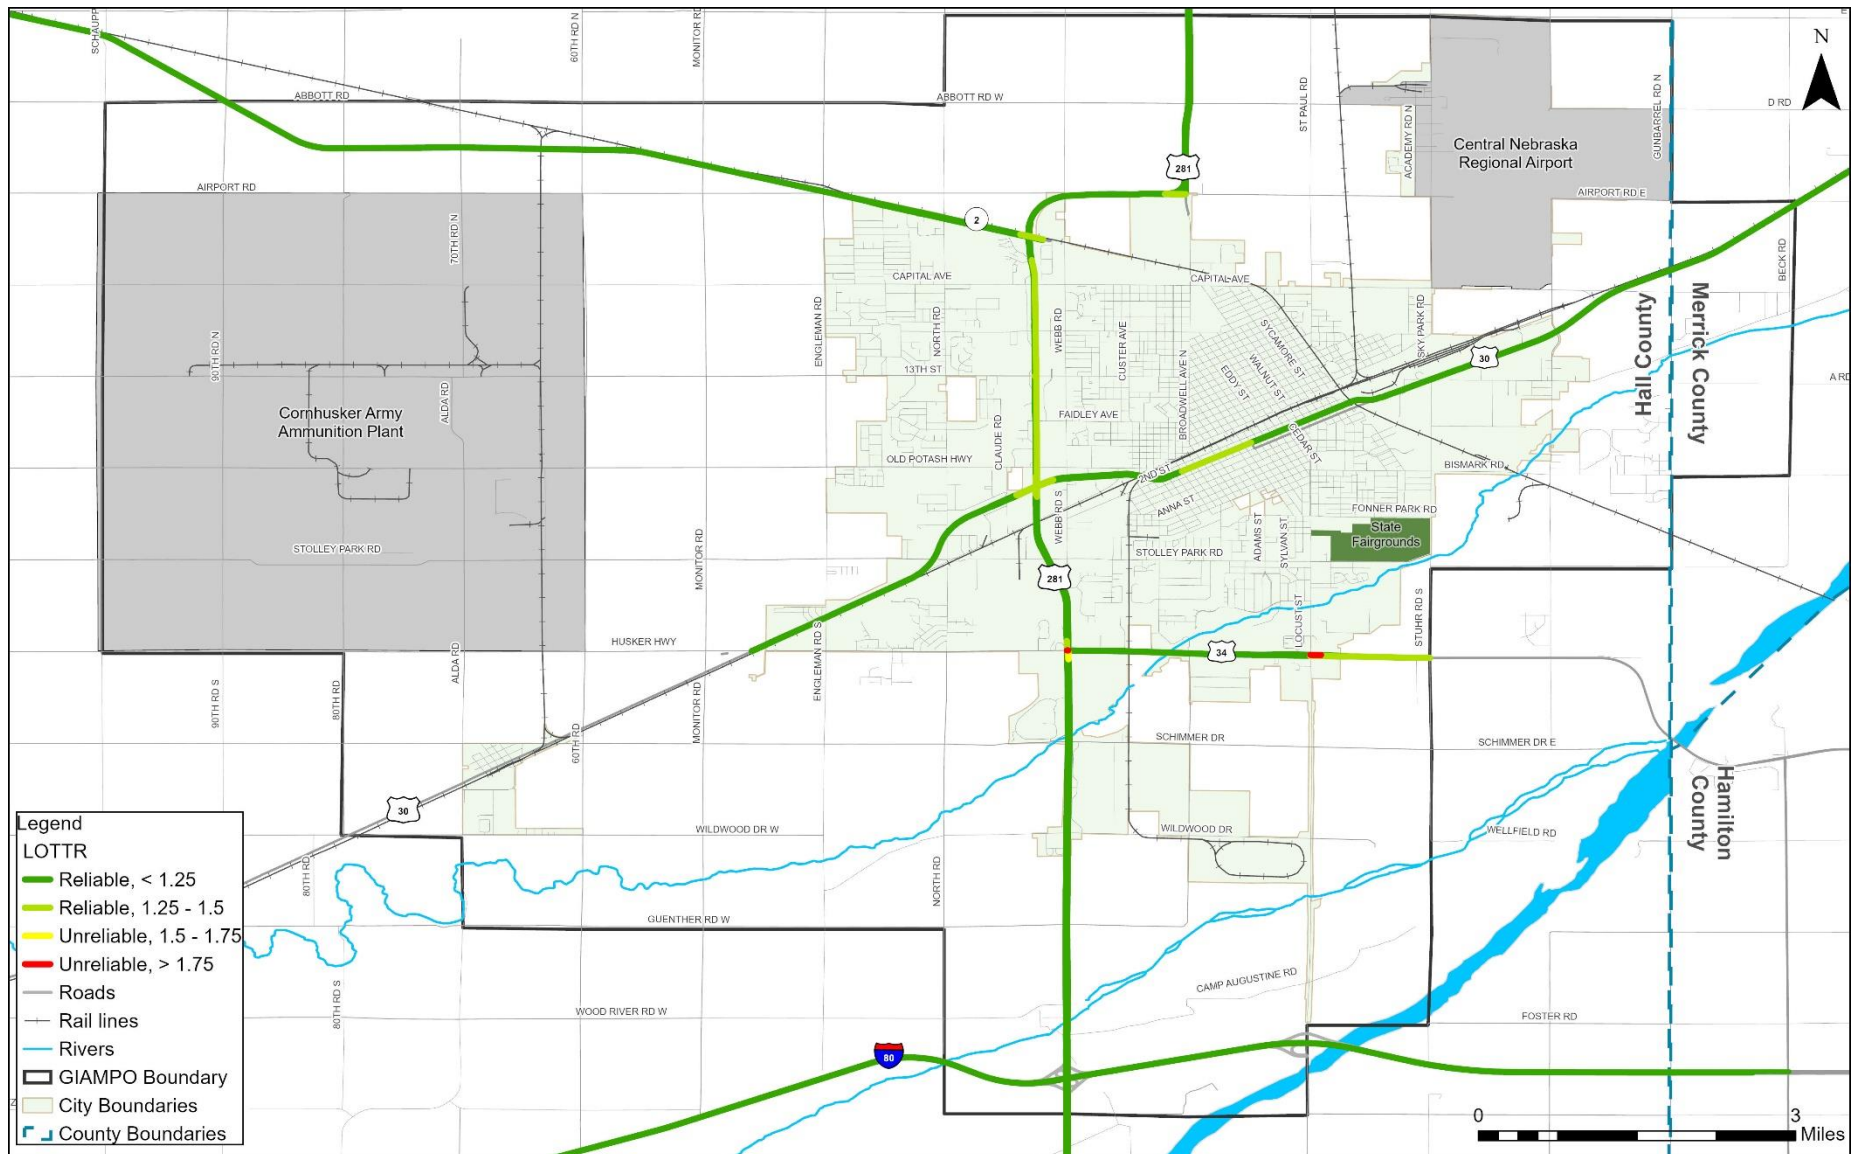 SCHAUPP
60TH RD N
MONITOR RD
N
ABBOTT RD
ABBOTT RD W
ST PAUL RD
ACADEMY RD N
GUNBARREL RD N
D RD
Central Nebraska
Regional Airport
281
AIRPORT RD
AIRPORT RD E
70TH RD N
2
CAPITAL AVE
CAPITAL AVE
BECK RD
ENGLEMAN RD
NORTH RD
WEBB RD
CUSTER AVE
SYCAMORE ST
SKY PARK RD
Hall County
Merrick County
90TH RD N
13TH ST
WALNUT ST
EDDY ST
30
A RD
ALDA RD
Cornhusker Army
Ammunition Plant
FAIDLEY AVE
BROADWELL AVE N
CLAUDE RD
CEDAR ST
OLD POTASH HWY
2ND ST
BISMARK RD
ANNA ST
WEBB RD S
FONNER PARK RD
State
Fairgrounds
ADAMS ST
SYLVAN ST
STOLLEY PARK RD
STOLLEY PARK RD
MONITOR RD
281
LOCUST ST
STUHR RD S
HUSKER HWY
34
ALDA RD
ENGLEMAN RD S
90TH RD S
80TH RD
MONITOR RD
60TH RD
SCHIMMER DR
SCHIMMER DR E
Hamilton
County
30
WILDWOOD DR W
WILDWOOD DR
WELLFIELD RD
80TH RD
NORTH RD
GUENTHER RD W
CAMP AUGUSTINE RD
80TH RD S
WOOD RIVER RD W
FOSTER RD
80
Legend
LOTTR
Reliable, < 1.25
Reliable, 1.25 - 1.5
Unreliable, 1.5 - 1.75
Unreliable, > 1.75
Roads
Rail lines
Rivers
GIAMPO Boundary
City Boundaries
County Boundaries
0
3
Miles